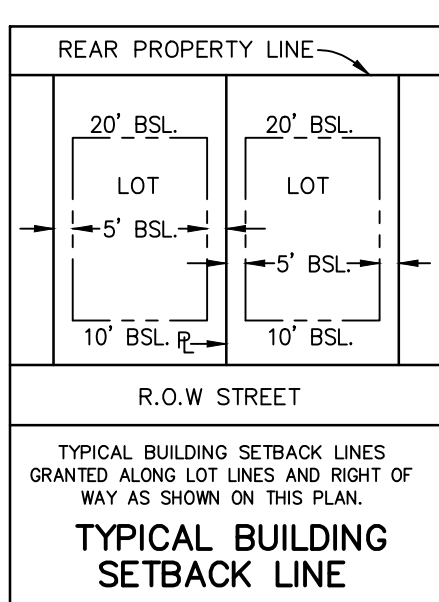 REAR PROPERTY LINE
20' BSL. 20' BSL.
LOT LOT
5' BSL.
5' BSL.
10' BSL. ⅊ 10' BSL.
R.O.W STREET
TYPICAL BUILDING SETBACK LINES
GRANTED ALONG LOT LINES AND RIGHT OF
WAY AS SHOWN ON THIS PLAN.
TYPICAL BUILDING
SETBACK LINE